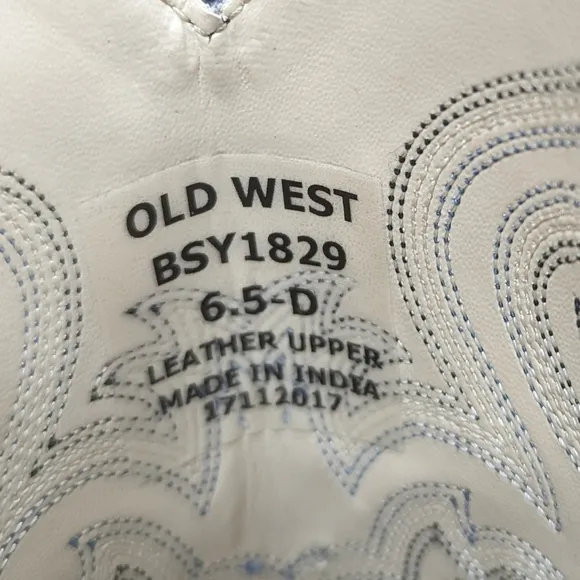 OLD WEST
BSY1829
6.5-D
LEATHER UPPER
MADE IN INDIA
17112017